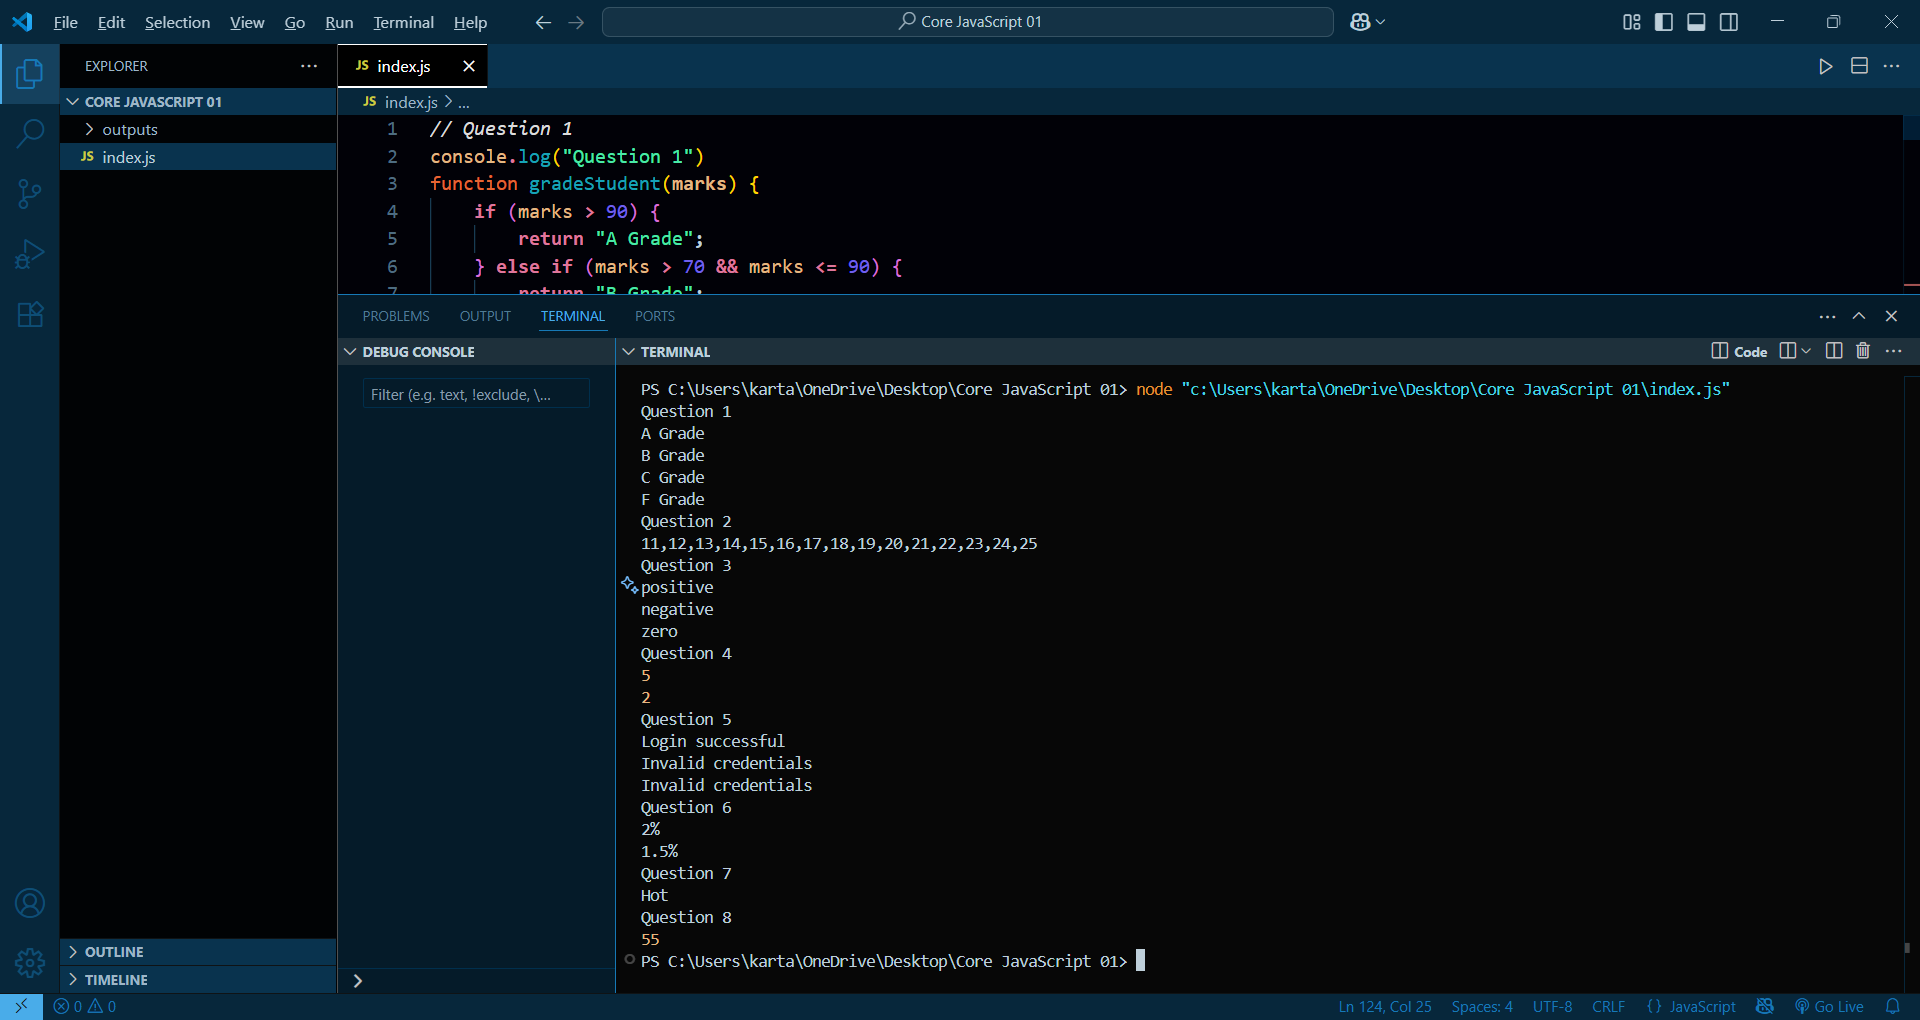 File Edit Selection View Go Run Terminal Help
Core JavaScript 01
EXPLORER
JS index.js
CORE JAVASCRIPT 01
outputs
JS index.js
JS index.js > ...
1 // Question 1
2 console.log("Question 1")
3 function gradeStudent(marks) {
4 if (marks > 90) {
5 return "A Grade";
6 } else if (marks > 70 && marks <= 90) {
7 return "B Grade";
PROBLEMS OUTPUT TERMINAL PORTS
DEBUG CONSOLE
Filter (e.g. text, !exclude, \...
TERMINAL
Code
PS C:\Users\karta\OneDrive\Desktop\Core JavaScript 01> node "c:\Users\karta\OneDrive\Desktop\Core JavaScript 01\index.js"
Question 1
A Grade
B Grade
C Grade
F Grade
Question 2
11,12,13,14,15,16,17,18,19,20,21,22,23,24,25
Question 3
positive
negative
zero
Question 4
5
2
Question 5
Login successful
Invalid credentials
Invalid credentials
Question 6
2%
1.5%
Question 7
Hot
Question 8
55
PS C:\Users\karta\OneDrive\Desktop\Core JavaScript 01>
OUTLINE
TIMELINE
0 0
Ln 124, Col 25 Spaces: 4 UTF-8 CRLF {} JavaScript Go Live